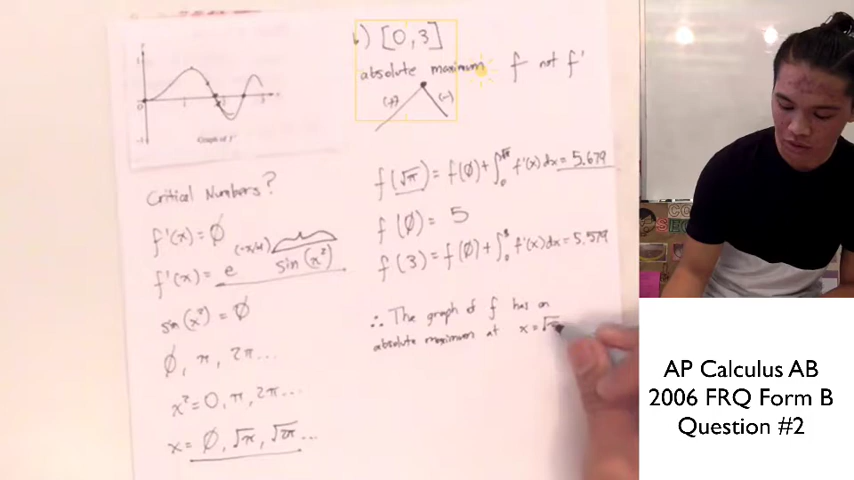 Graph of f'
b) [0,3]
absolute maximum f not f'
(+) (-)
f(√π) = f(0) + ∫₀^√π f'(x)dx = 5.679
f(0) = 5
f(3) = f(0) + ∫₀³ f'(x)dx = 5.579
∴ The graph of f has an
absolute maximum at x = √π
Critical Numbers?
f'(x) = 0
f'(x) = e^(-x/4) sin(x²)
sin(x²) = 0
0, π, 2π...
x² = 0, π, 2π...
x = 0, √π, √2π...
AP Calculus AB
2006 FRQ Form B
Question #2